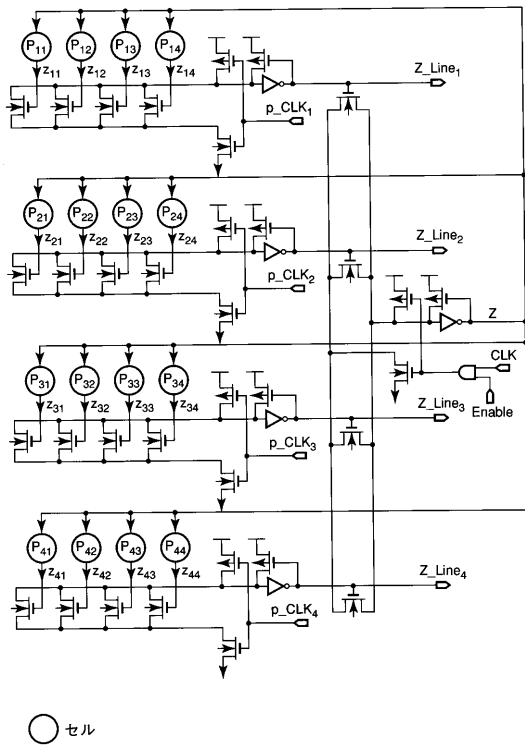 P11 P12 P13 P14
z11 z12 z13 z14
Z_Line1
p_CLK1
P21 P22 P23 P24
z21 z22 z23 z24
Z_Line2
p_CLK2
Z
CLK
Enable
P31 P32 P33 P34
z31 z32 z33 z34
Z_Line3
p_CLK3
P41 P42 P43 P44
z41 z42 z43 z44
Z_Line4
p_CLK4
セル